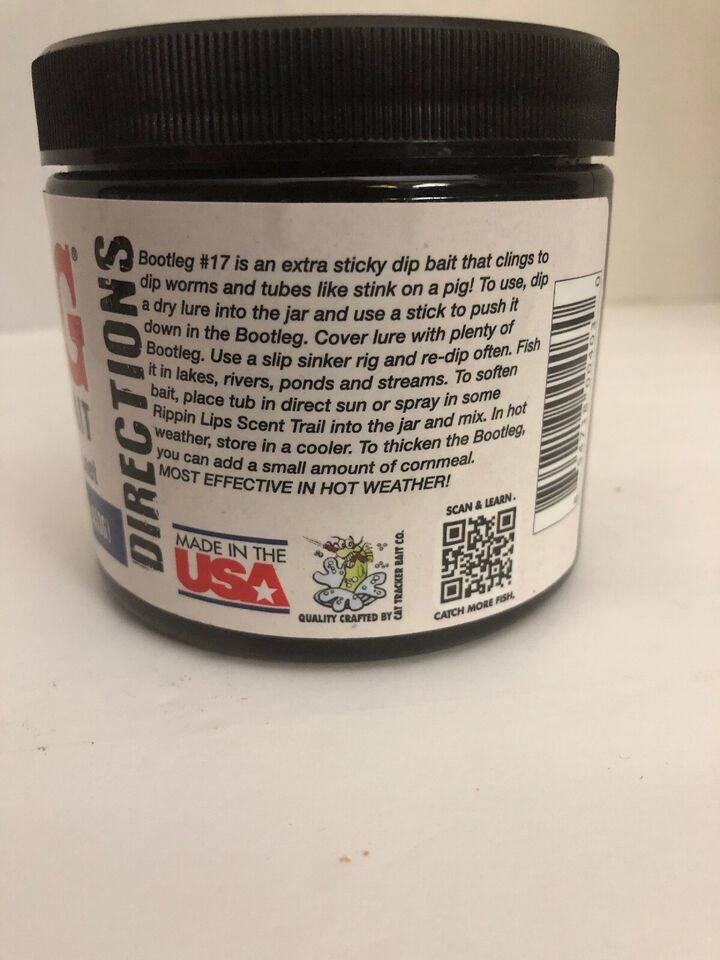 DIRECTIONS
Bootleg #17 is an extra sticky dip bait that clings to
dip worms and tubes like stink on a pig! To use, dip
a dry lure into the jar and use a stick to push it
down in the Bootleg. Cover lure with plenty of
Bootleg. Use a slip sinker rig and re-dip often. Fish
it in lakes, rivers, ponds and streams. To soften
bait, place tub in direct sun or spray in some
Rippin Lips Scent Trail into the jar and mix. In hot
weather, store in a cooler. To thicken the Bootleg,
you can add a small amount of cornmeal.
MOST EFFECTIVE IN HOT WEATHER!
MADE IN THE
USA
QUALITY CRAFTED BY
CAT TRACKER BAIT CO.
SCAN & LEARN.
CATCH MORE FISH.
G®